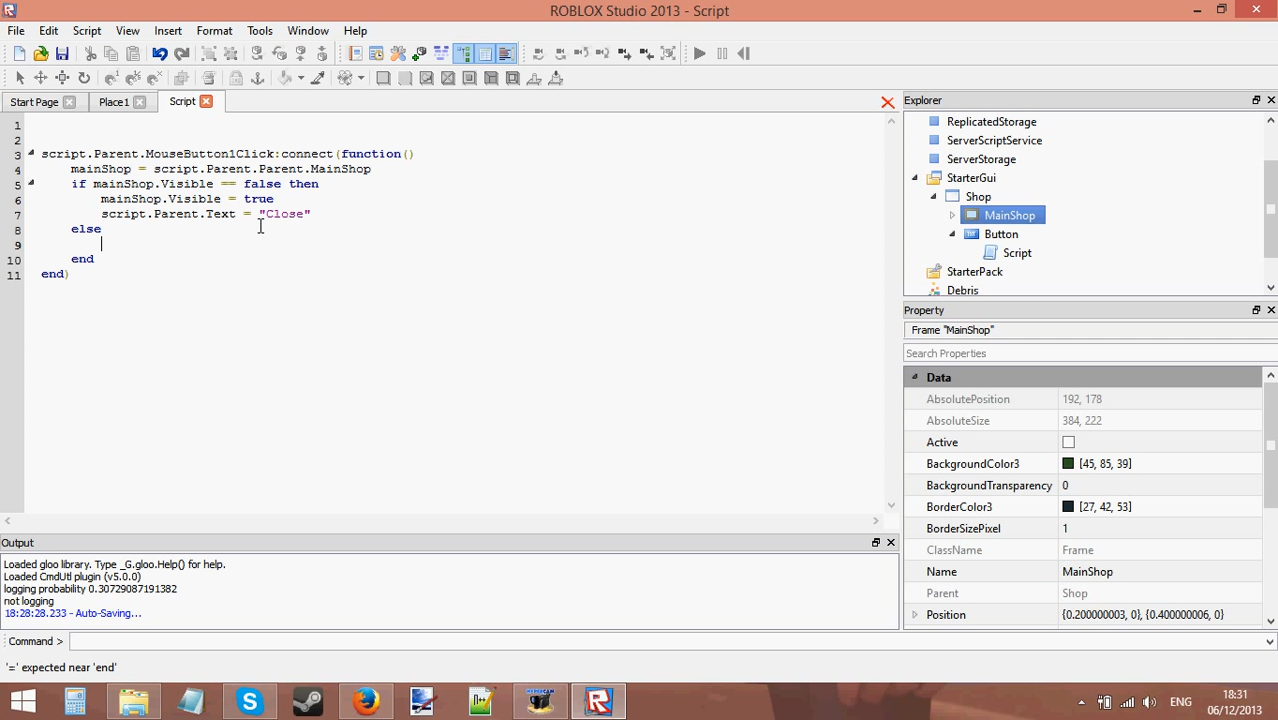 ROBLOX Studio 2013 - Script
File Edit Script View Insert Format Tools Window Help
Start Page Place1 Script
1
2
3 script.Parent.MouseButton1Click:connect(function()
4 mainShop = script.Parent.Parent.MainShop
5 if mainShop.Visible == false then
6 mainShop.Visible = true
7 script.Parent.Text = "Close"
8 else
9
10 end
11 end)
Output
Loaded gloo library. Type _G.gloo.Help() for help.
Loaded CmdUtl plugin (v5.0.0)
logging probability 0.30729087191382
not logging
18:28:28.233 - Auto-Saving...
Command >
'=' expected near 'end'
Explorer
ReplicatedStorage
ServerScriptService
ServerStorage
StarterGui
Shop
MainShop
Button
Script
StarterPack
Debris
Property
Frame "MainShop"
Search Properties
Data
AbsolutePosition 192, 178
AbsoluteSize 384, 222
Active
BackgroundColor3 [45, 85, 39]
BackgroundTransparency 0
BorderColor3 [27, 42, 53]
BorderSizePixel 1
ClassName Frame
Name MainShop
Parent Shop
Position {0.200000003, 0}, {0.400000006, 0}
ENG
18:31
06/12/2013